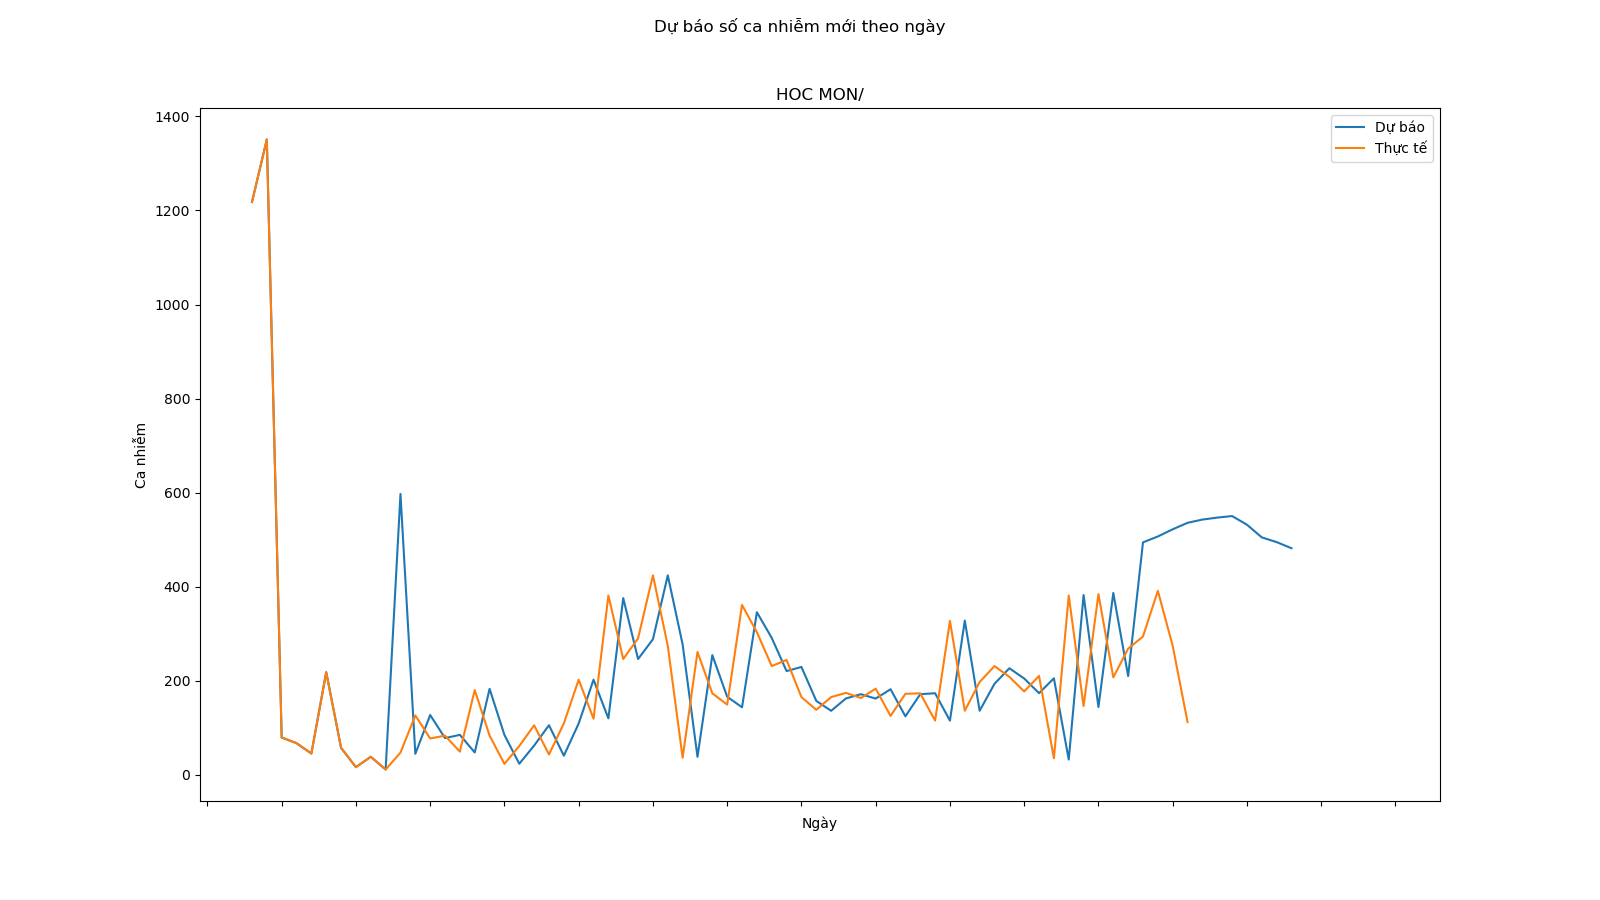 Dự báo số ca nhiễm mới theo ngày
HOC MON/
1400
1200
1000
800
600
400
200
0
Ca nhiễm
Ngày
Dự báo
Thực tế